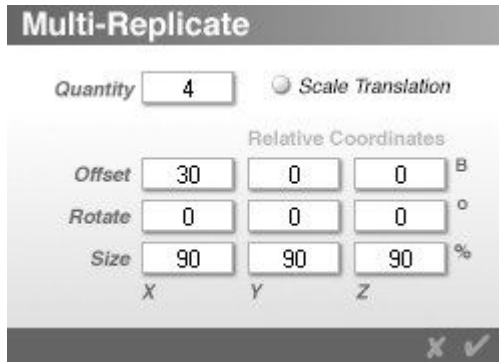 Multi-Replicate
Quantity 4 Scale Translation
Relative Coordinates
Offset 30 0 0 B
Rotate 0 0 0 o
Size 90 90 90 %
X Y Z